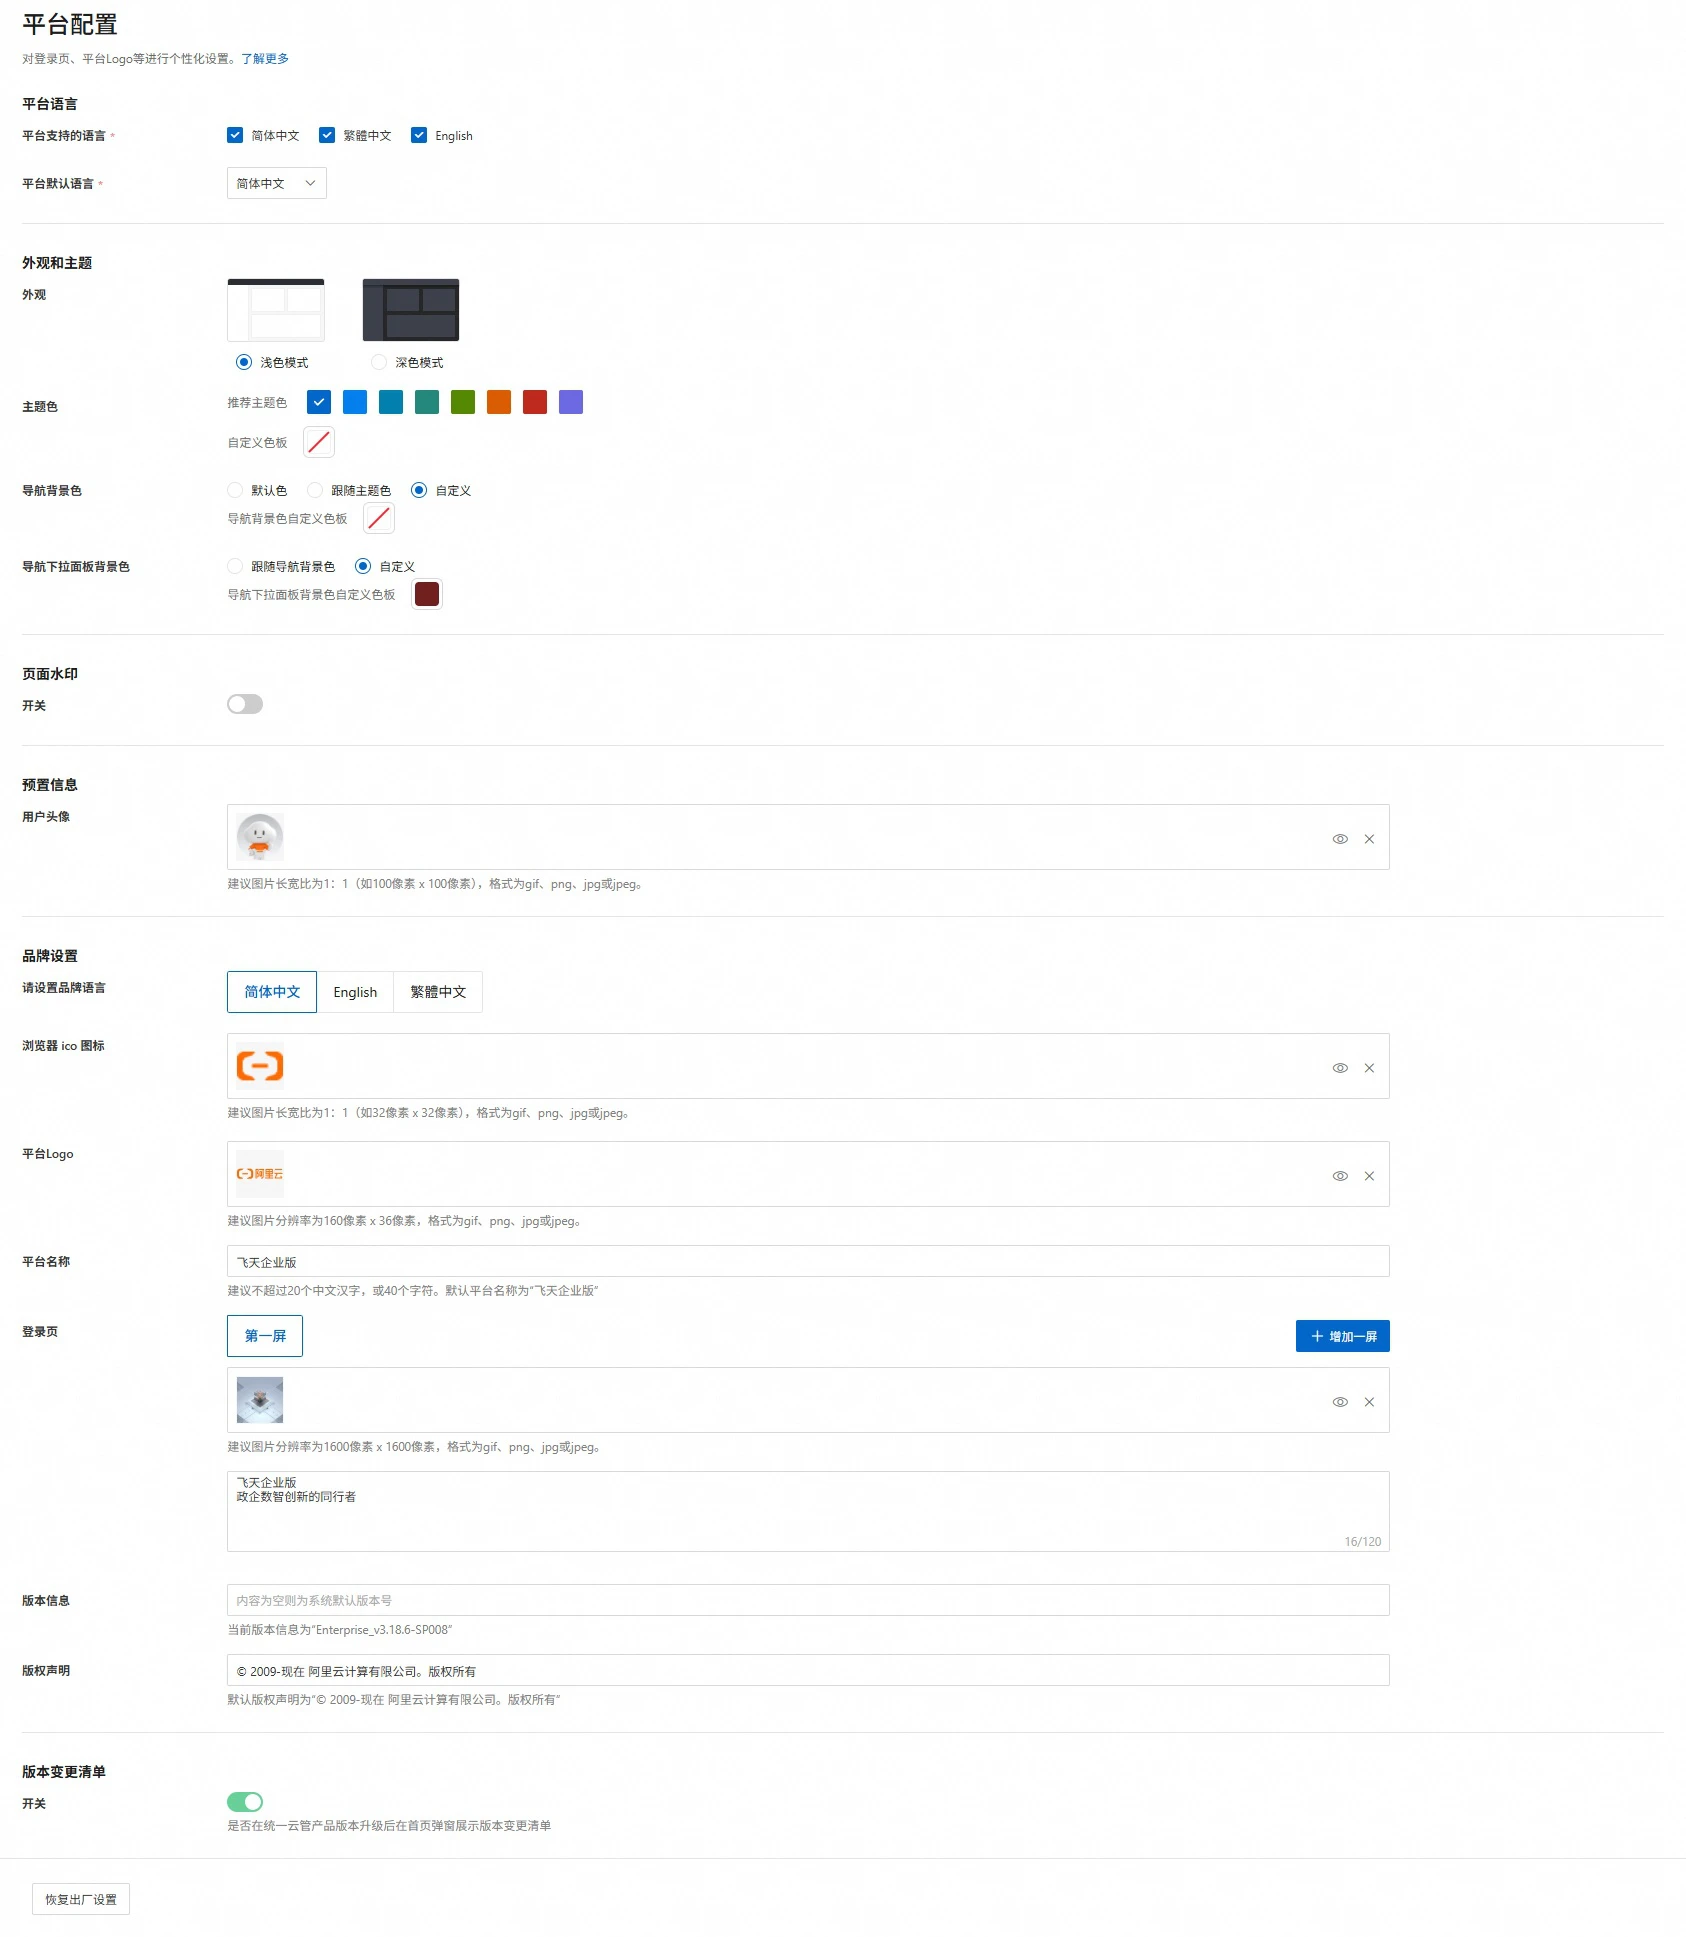 平台配置
对登录页、平台Logo等进行个性化设置。了解更多
平台语言
平台支持的语言 * 简体中文 繁體中文 English
平台默认语言 * 简体中文
外观和主题
外观
浅色模式 深色模式
主题色 推荐主题色
自定义色板
导航背景色 默认色 跟随主题色 自定义
导航背景色自定义色板
导航下拉面板背景色 跟随导航背景色 自定义
导航下拉面板背景色自定义色板
页面水印
开关
预置信息
用户头像
建议图片长宽比为1：1（如100像素 x 100像素），格式为gif、png、jpg或jpeg。
品牌设置
请设置品牌语言 简体中文 English 繁體中文
浏览器 ico 图标
建议图片长宽比为1：1（如32像素 x 32像素），格式为gif、png、jpg或jpeg。
平台Logo 阿里云
建议图片分辨率为160像素 x 36像素，格式为gif、png、jpg或jpeg。
平台名称 飞天企业版
建议不超过20个中文汉字，或40个字符。默认平台名称为"飞天企业版"
登录页 第一屏 增加一屏
建议图片分辨率为1600像素 x 1600像素，格式为gif、png、jpg或jpeg。
飞天企业版
政企数智创新的同行者
16/120
版本信息 内容为空则为系统默认版本号
当前版本信息为"Enterprise_v3.18.6-SP008"
版权声明 © 2009-现在 阿里云计算有限公司。版权所有
默认版权声明为"© 2009-现在 阿里云计算有限公司。版权所有"
版本变更清单
开关
是否在统一云管产品版本升级后在首页弹窗展示版本变更清单
恢复出厂设置